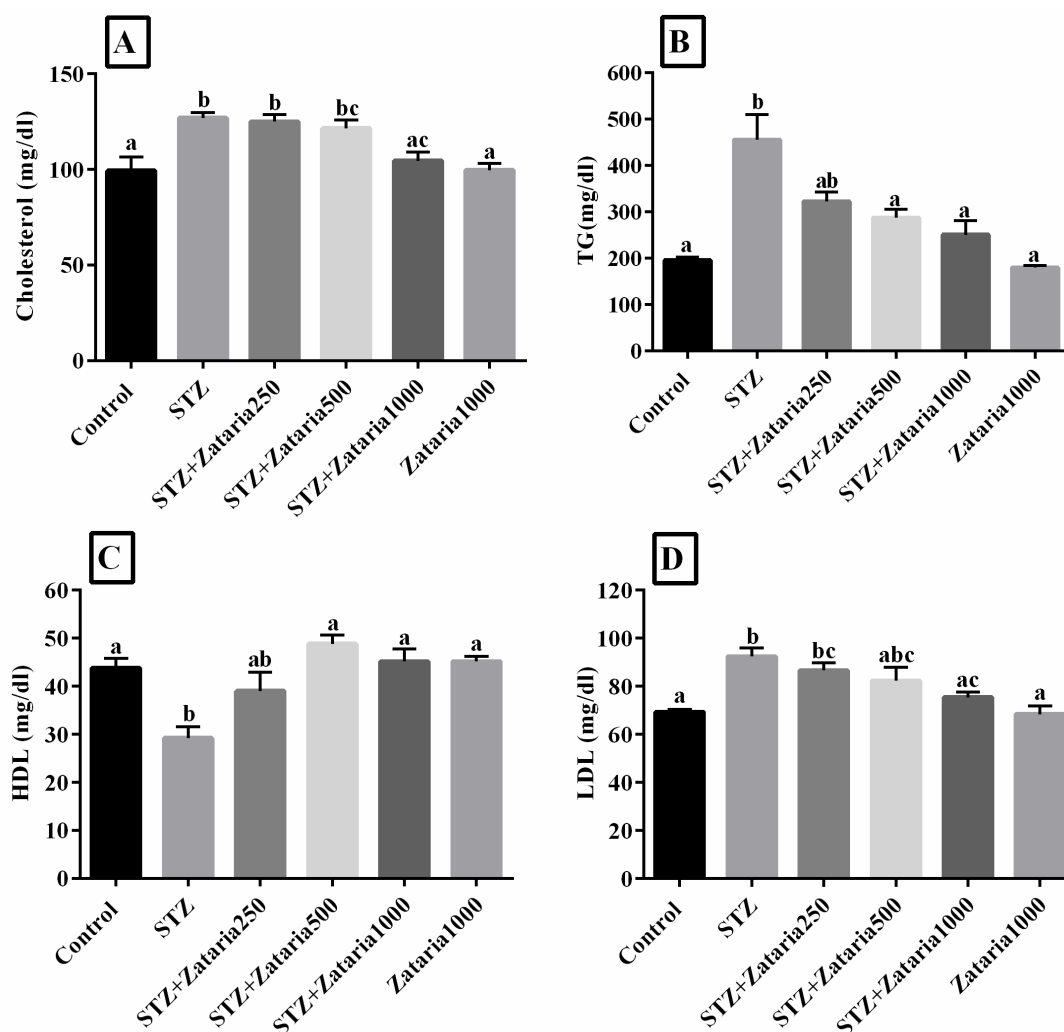 A
Cholesterol (mg/dl)
150
100
50
0
a
b
b
bc
ac
a
Control
STZ
STZ+Zataria250
STZ+Zataria500
STZ+Zataria1000
Zataria1000
B
TG(mg/dl)
600
500
400
300
200
100
0
a
b
ab
a
a
a
Control
STZ
STZ+Zataria250
STZ+Zataria500
STZ+Zataria1000
Zataria1000
C
HDL (mg/dl)
60
50
40
30
20
10
0
a
b
ab
a
a
a
Control
STZ
STZ+Zataria250
STZ+Zataria500
STZ+Zataria1000
Zataria1000
D
LDL (mg/dl)
120
100
80
60
40
20
0
a
b
bc
abc
ac
a
Control
STZ
STZ+Zataria250
STZ+Zataria500
STZ+Zataria1000
Zataria1000